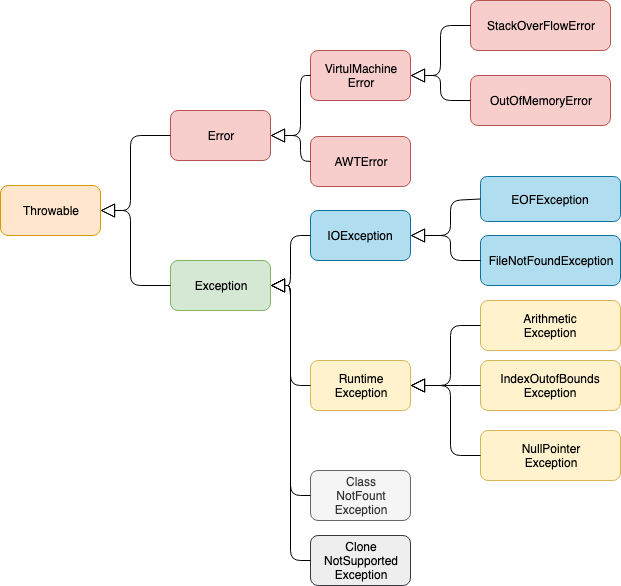 StackOverFlowError
VirtulMachine
Error
OutOfMemoryError
Error
AWTError
Throwable
EOFException
IOException
FileNotFoundException
Exception
Arithmetic
Exception
Runtime
Exception
IndexOutofBounds
Exception
NullPointer
Exception
Class
NotFount
Exception
Clone
NotSupported
Exception